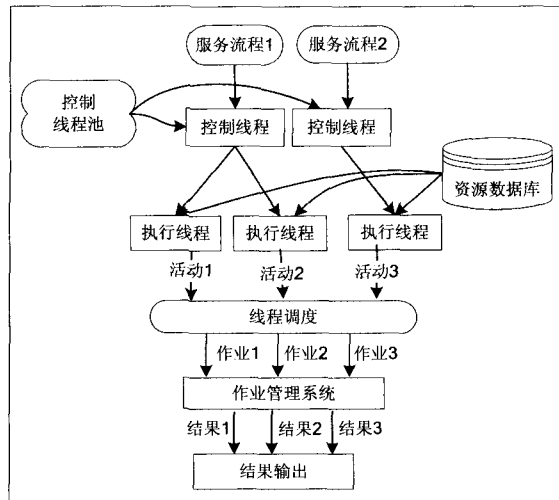 服务流程1
服务流程2
控制
线程池
控制线程
控制线程
资源数据库
执行线程
执行线程
执行线程
活动1
活动2
活动3
线程调度
作业1
作业2
作业3
作业管理系统
结果1
结果2
结果3
结果输出